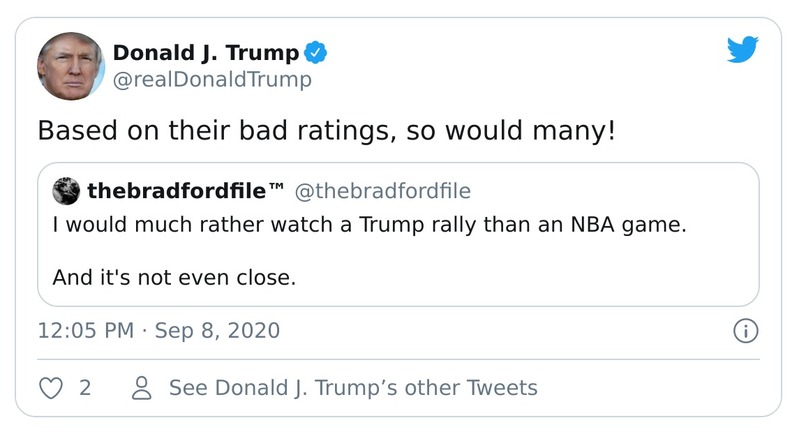 Donald J. Trump
@realDonaldTrump
Based on their bad ratings, so would many!
thebradfordfile™ @thebradfordfile
I would much rather watch a Trump rally than an NBA game.
And it's not even close.
12:05 PM · Sep 8, 2020
2
See Donald J. Trump’s other Tweets